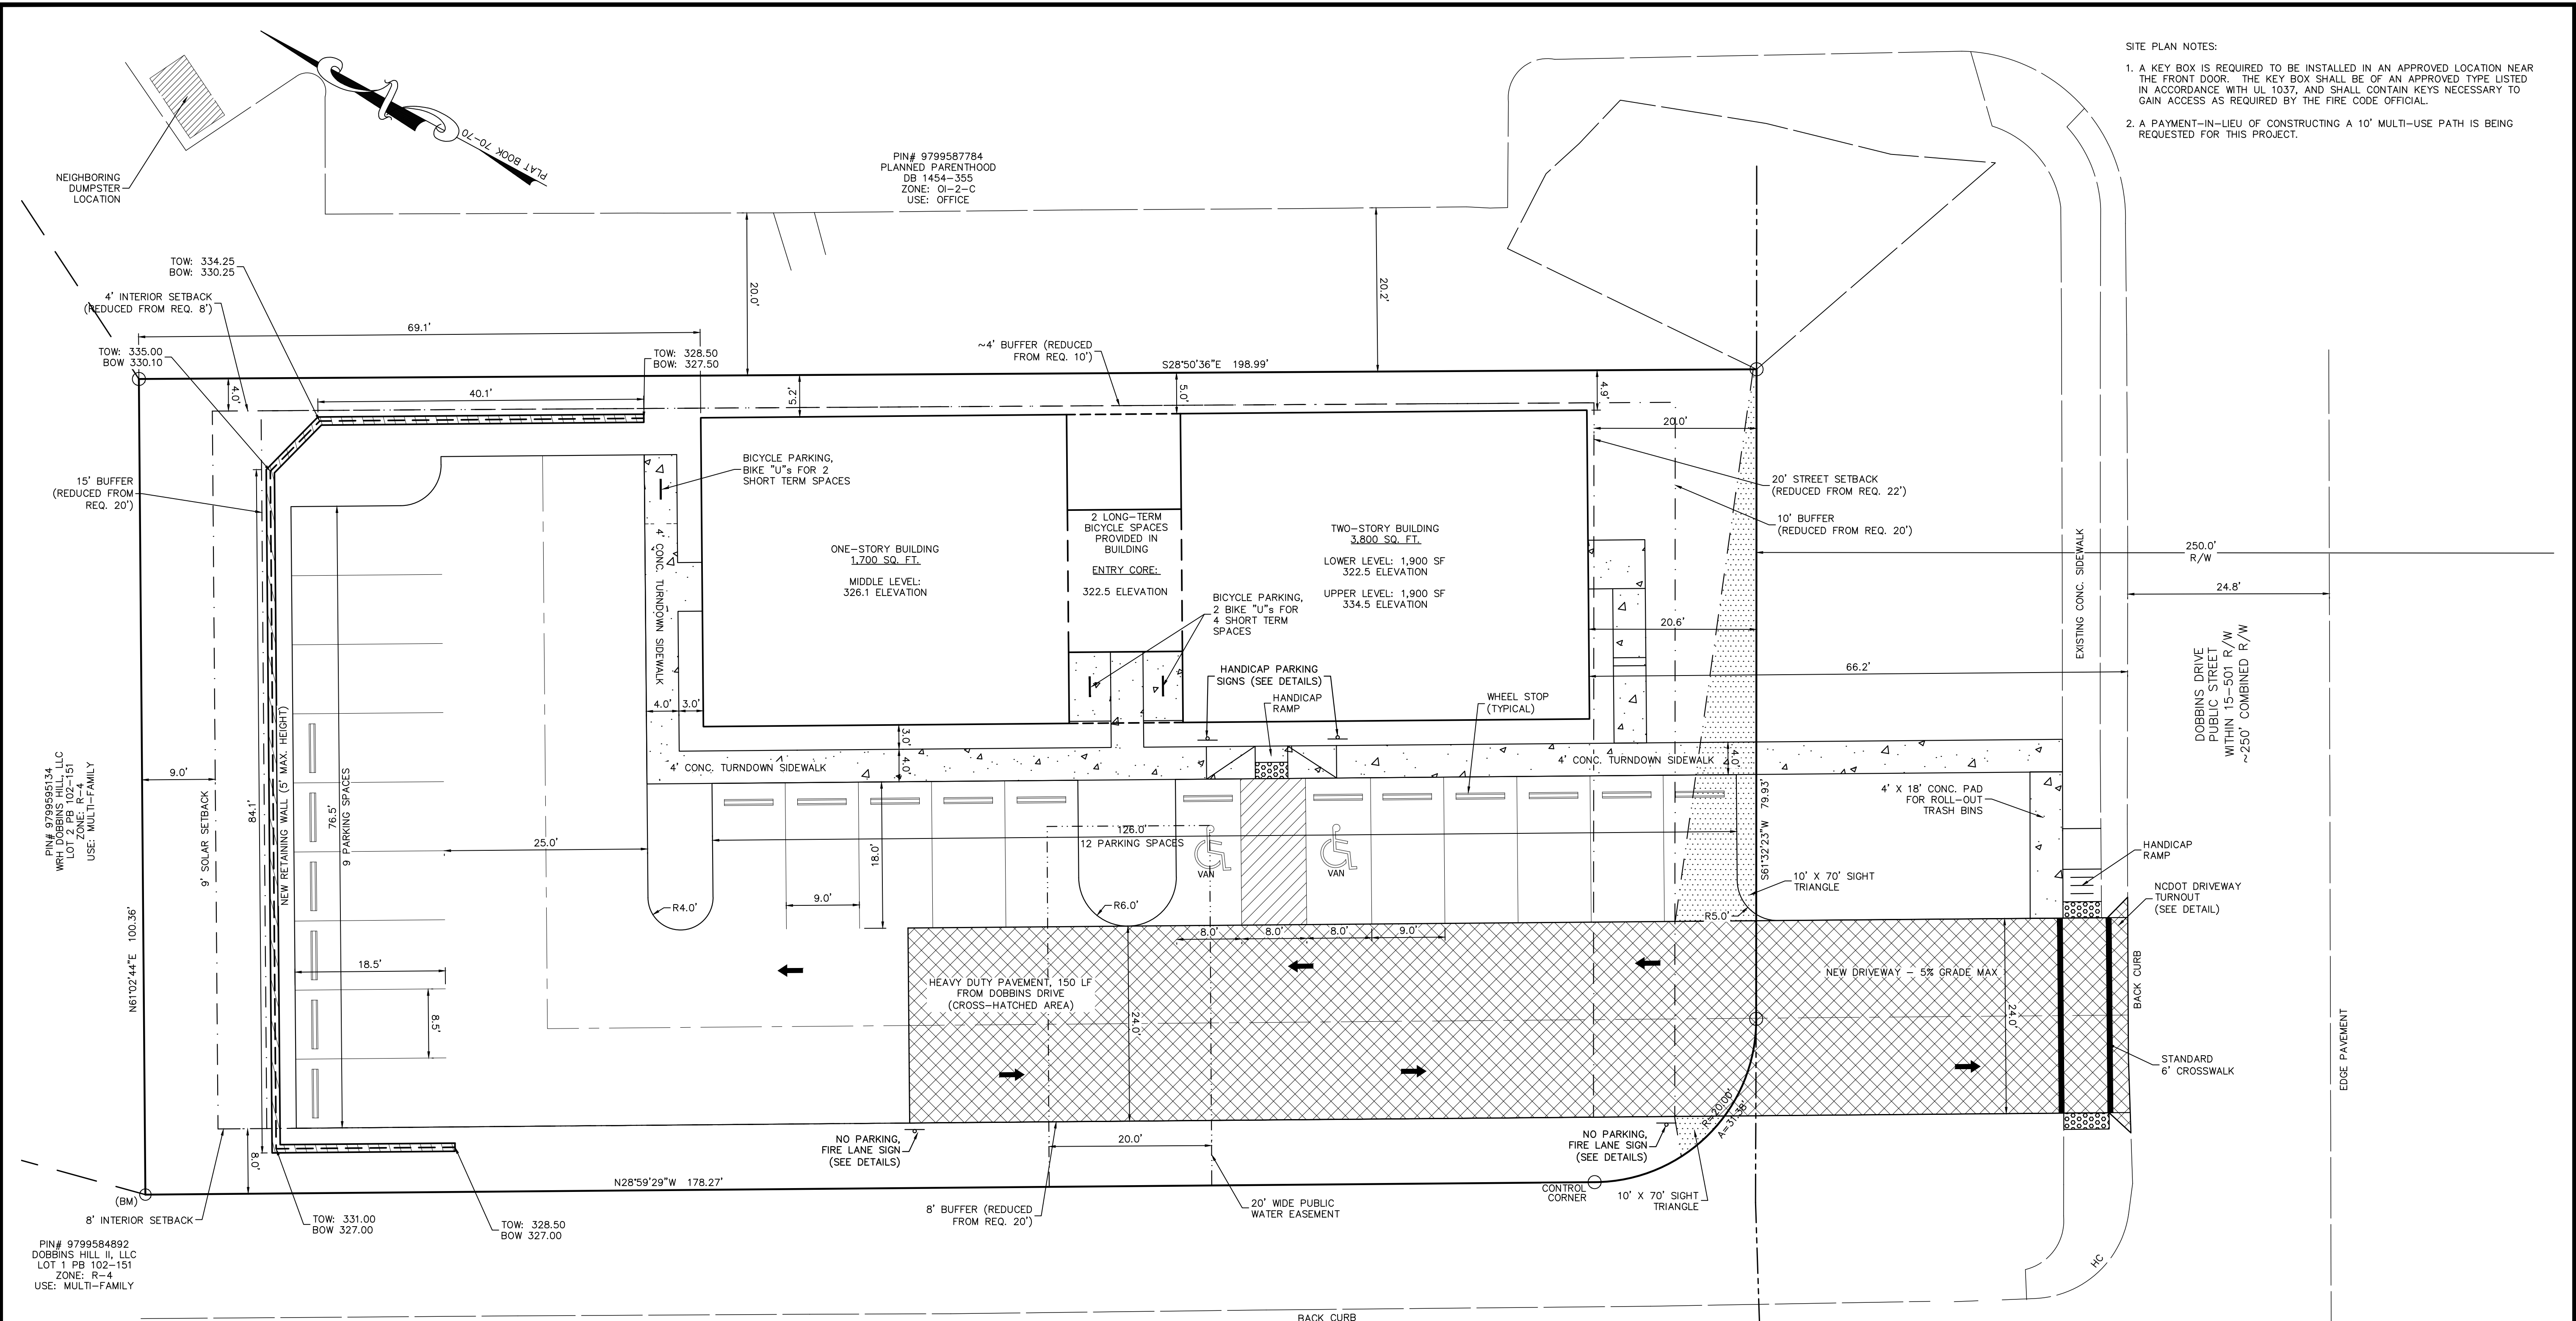 SITE PLAN NOTES:
1. A KEY BOX IS REQUIRED TO BE INSTALLED IN AN APPROVED LOCATION NEAR
THE FRONT DOOR. THE KEY BOX SHALL BE OF AN APPROVED TYPE LISTED
IN ACCORDANCE WITH UL 1037, AND SHALL CONTAIN KEYS NECESSARY TO
GAIN ACCESS AS REQUIRED BY THE FIRE CODE OFFICIAL.
2. A PAYMENT-IN-LIEU OF CONSTRUCTING A 10' MULTI-USE PATH IS BEING
REQUESTED FOR THIS PROJECT.
PLAT BOOK 70-70
NEIGHBORING
DUMPSTER
LOCATION
PIN# 9799587784
PLANNED PARENTHOOD
DB 1454-355
ZONE: OI-2-C
USE: OFFICE
TOW: 334.25
BOW: 330.25
4' INTERIOR SETBACK
(REDUCED FROM REQ. 8')
20.0'
20.2'
69.1'
TOW: 335.00
BOW 330.10
TOW: 328.50
BOW: 327.50
~4' BUFFER (REDUCED
FROM REQ. 10')
S28°50'36"E 198.99'
4.0'
40.1'
5.2'
5.0'
4.9'
20.0'
15' BUFFER
(REDUCED FROM
REQ. 20')
BICYCLE PARKING,
BIKE "U"s FOR 2
SHORT TERM SPACES
20' STREET SETBACK
(REDUCED FROM REQ. 22')
10' BUFFER
(REDUCED FROM REQ. 20')
4' CONC. TURNDOWN SIDEWALK
ONE-STORY BUILDING
1,700 SQ. FT.
MIDDLE LEVEL:
326.1 ELEVATION
2 LONG-TERM
BICYCLE SPACES
PROVIDED IN
BUILDING
ENTRY CORE:
322.5 ELEVATION
TWO-STORY BUILDING
3,800 SQ. FT.
LOWER LEVEL: 1,900 SF
322.5 ELEVATION
UPPER LEVEL: 1,900 SF
334.5 ELEVATION
BICYCLE PARKING,
2 BIKE "U"s FOR
4 SHORT TERM
SPACES
EXISTING CONC. SIDEWALK
250.0'
R/W
24.8'
20.6'
66.2'
DOBBINS DRIVE
PUBLIC STREET
WITHIN 15-501 R/W
~250' COMBINED R/W
HANDICAP PARKING
SIGNS (SEE DETAILS)
HANDICAP
RAMP
WHEEL STOP
(TYPICAL)
4.0'
3.0'
3.0'
4.0'
4' CONC. TURNDOWN SIDEWALK
4' CONC. TURNDOWN SIDEWALK
4.0'
PIN# 9799595134
WRH DOBBINS HILL, LLC
LOT 2 PB 102-151
ZONE: R-4
USE: MULTI-FAMILY
9.0'
9' SOLAR SETBACK
84.1'
NEW RETAINING WALL (5' MAX. HEIGHT)
76.5'
9 PARKING SPACES
25.0'
126.0'
12 PARKING SPACES
18.0'
9.0'
R4.0'
R6.0'
VAN
VAN
S61°32'23"W 79.93'
4' X 18' CONC. PAD
FOR ROLL-OUT
TRASH BINS
10' X 70' SIGHT
TRIANGLE
R5.0'
HANDICAP
RAMP
NCDOT DRIVEWAY
TURNOUT
(SEE DETAIL)
8.0'
8.0'
8.0'
9.0'
N61°02'44"E 100.36'
18.5'
8.5'
HEAVY DUTY PAVEMENT, 150 LF
FROM DOBBINS DRIVE
(CROSS-HATCHED AREA)
24.0'
NEW DRIVEWAY - 5% GRADE MAX
24.0'
BACK CURB
EDGE PAVEMENT
STANDARD
6' CROSSWALK
R=20.00'
A=31.38'
NO PARKING,
FIRE LANE SIGN
(SEE DETAILS)
20.0'
NO PARKING,
FIRE LANE SIGN
(SEE DETAILS)
8.0'
N28°59'29"W 178.27'
CONTROL
CORNER
10' X 70' SIGHT
TRIANGLE
(BM)
8' INTERIOR SETBACK
TOW: 331.00
BOW 327.00
TOW: 328.50
BOW 327.00
8' BUFFER (REDUCED
FROM REQ. 20')
20' WIDE PUBLIC
WATER EASEMENT
PIN# 9799584892
DOBBINS HILL II, LLC
LOT 1 PB 102-151
ZONE: R-4
USE: MULTI-FAMILY
HC
BACK CURB